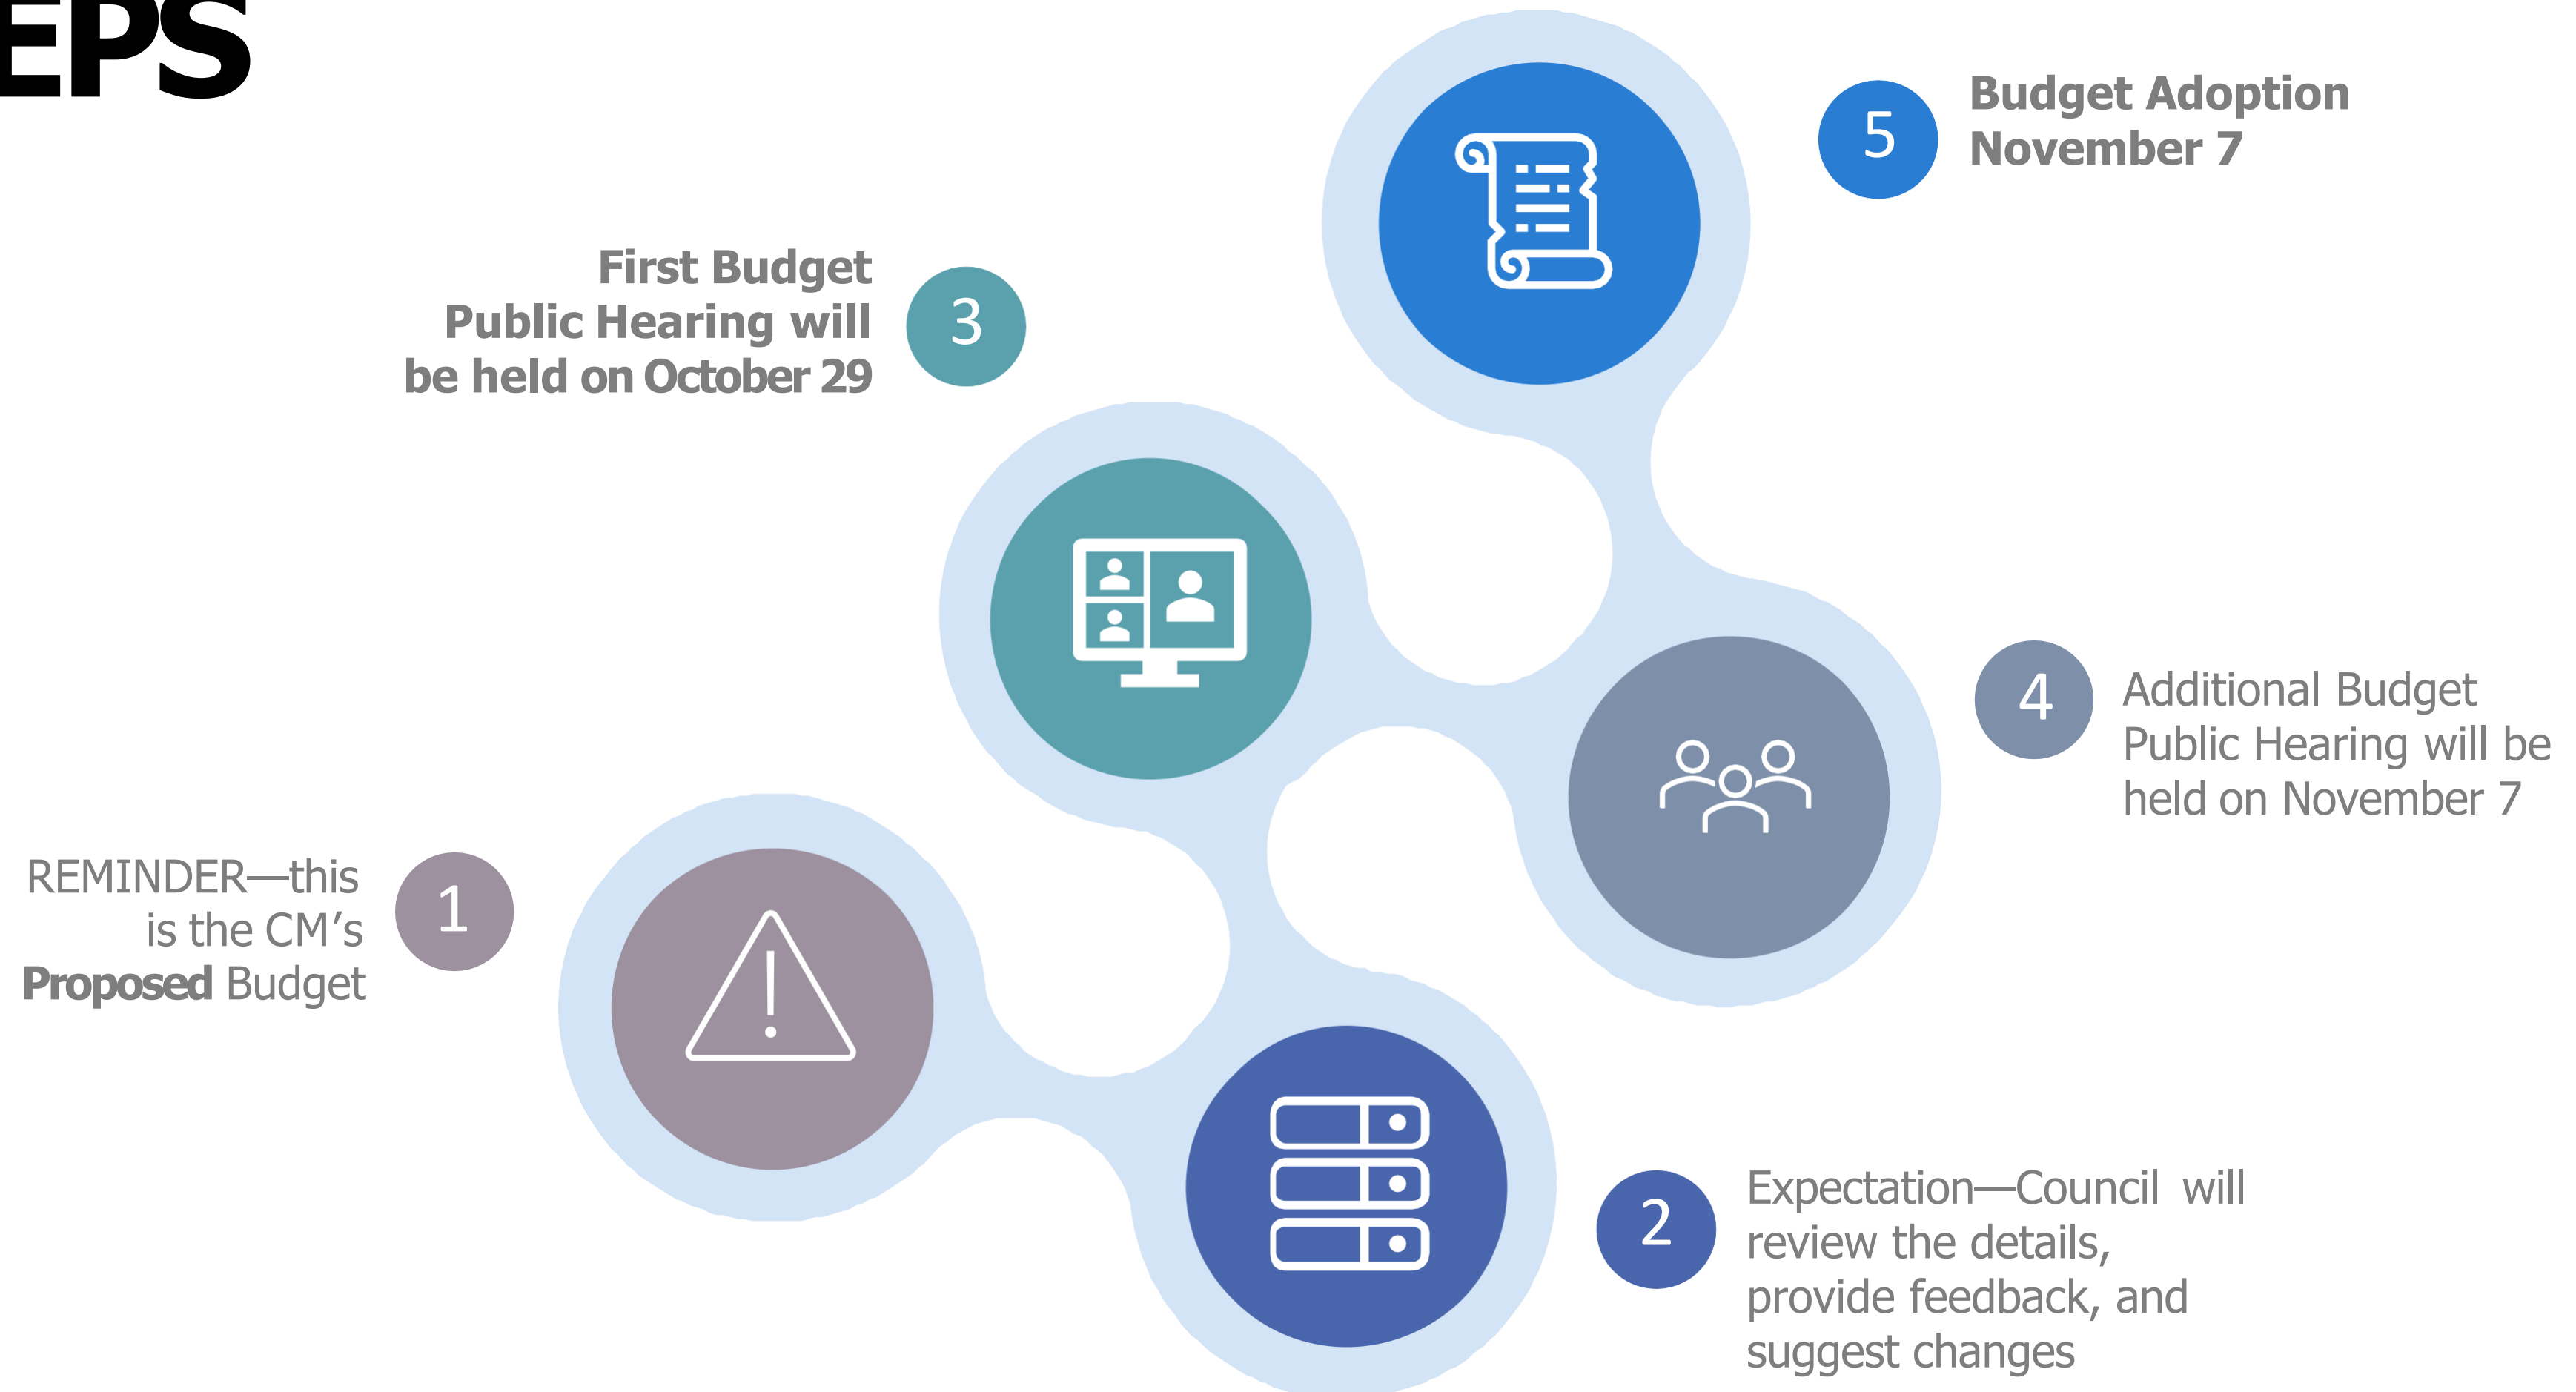 EPS
5
Budget Adoption
November 7
First Budget
Public Hearing will
be held on October 29
3
4
Additional Budget
Public Hearing will be
held on November 7
REMINDER—this
is the CM’s
Proposed Budget
1
2
Expectation—Council will
review the details,
provide feedback, and
suggest changes